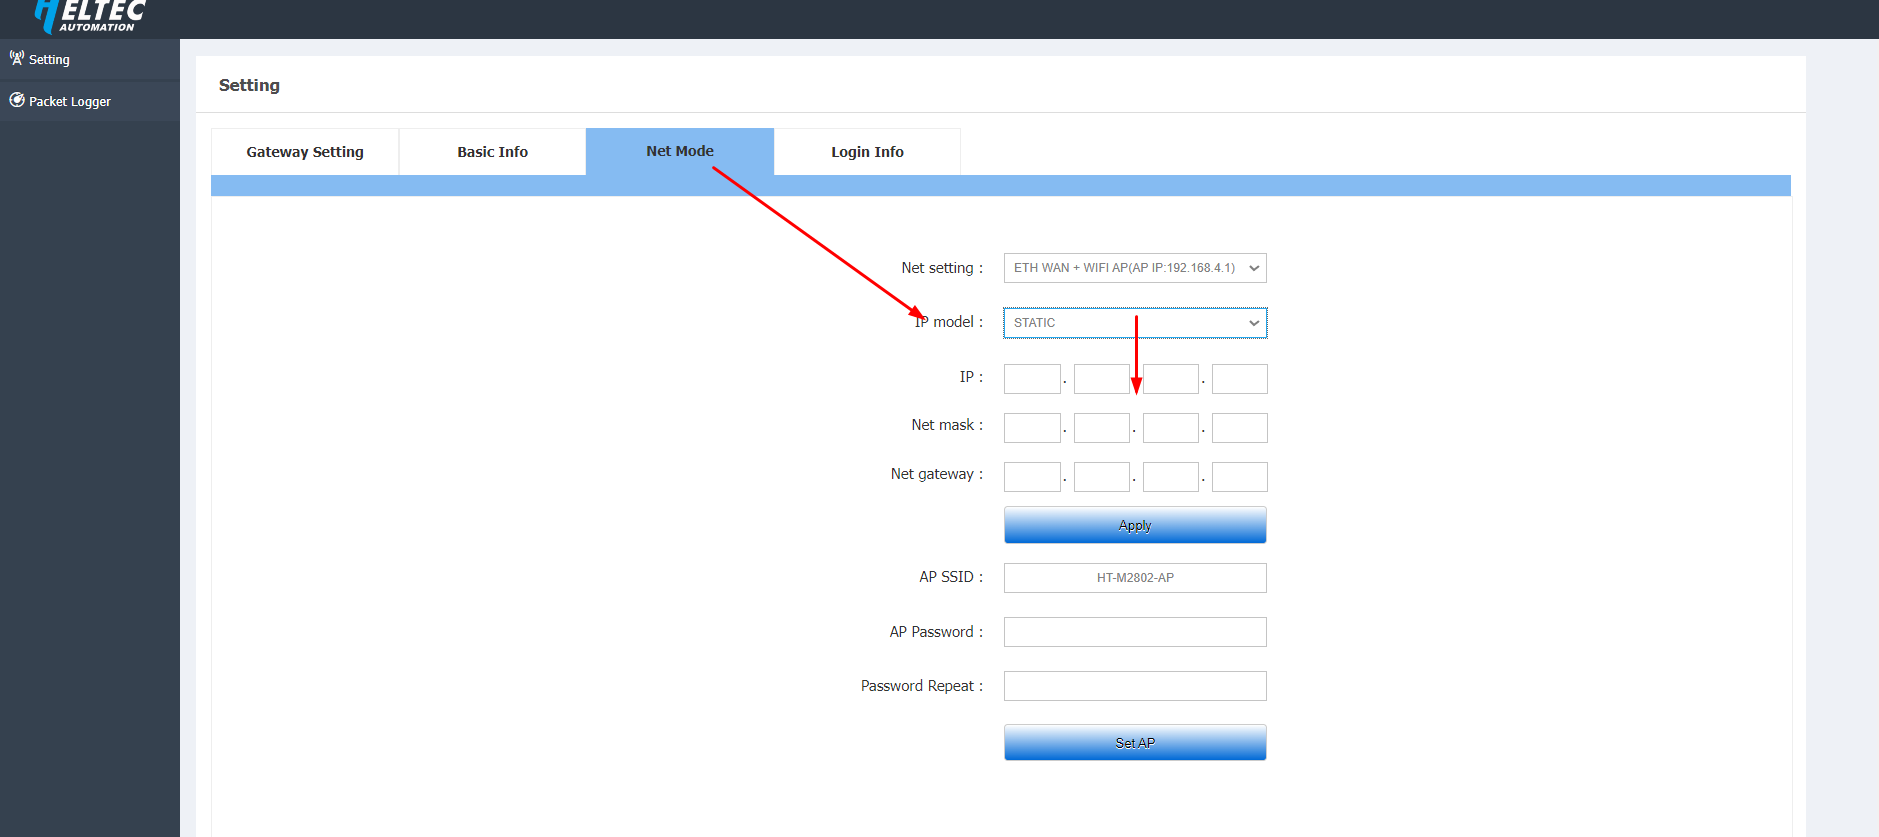 HELTEC
AUTOMATION
Setting
Packet Logger
Setting
Gateway Setting
Basic Info
Net Mode
Login Info
Net setting :
ETH WAN + WIFI AP(AP IP:192.168.4.1)
IP model :
STATIC
IP :
. .
Net mask :
. . .
Net gateway :
. . .
Apply
AP SSID :
HT-M2802-AP
AP Password :
Password Repeat :
Set AP